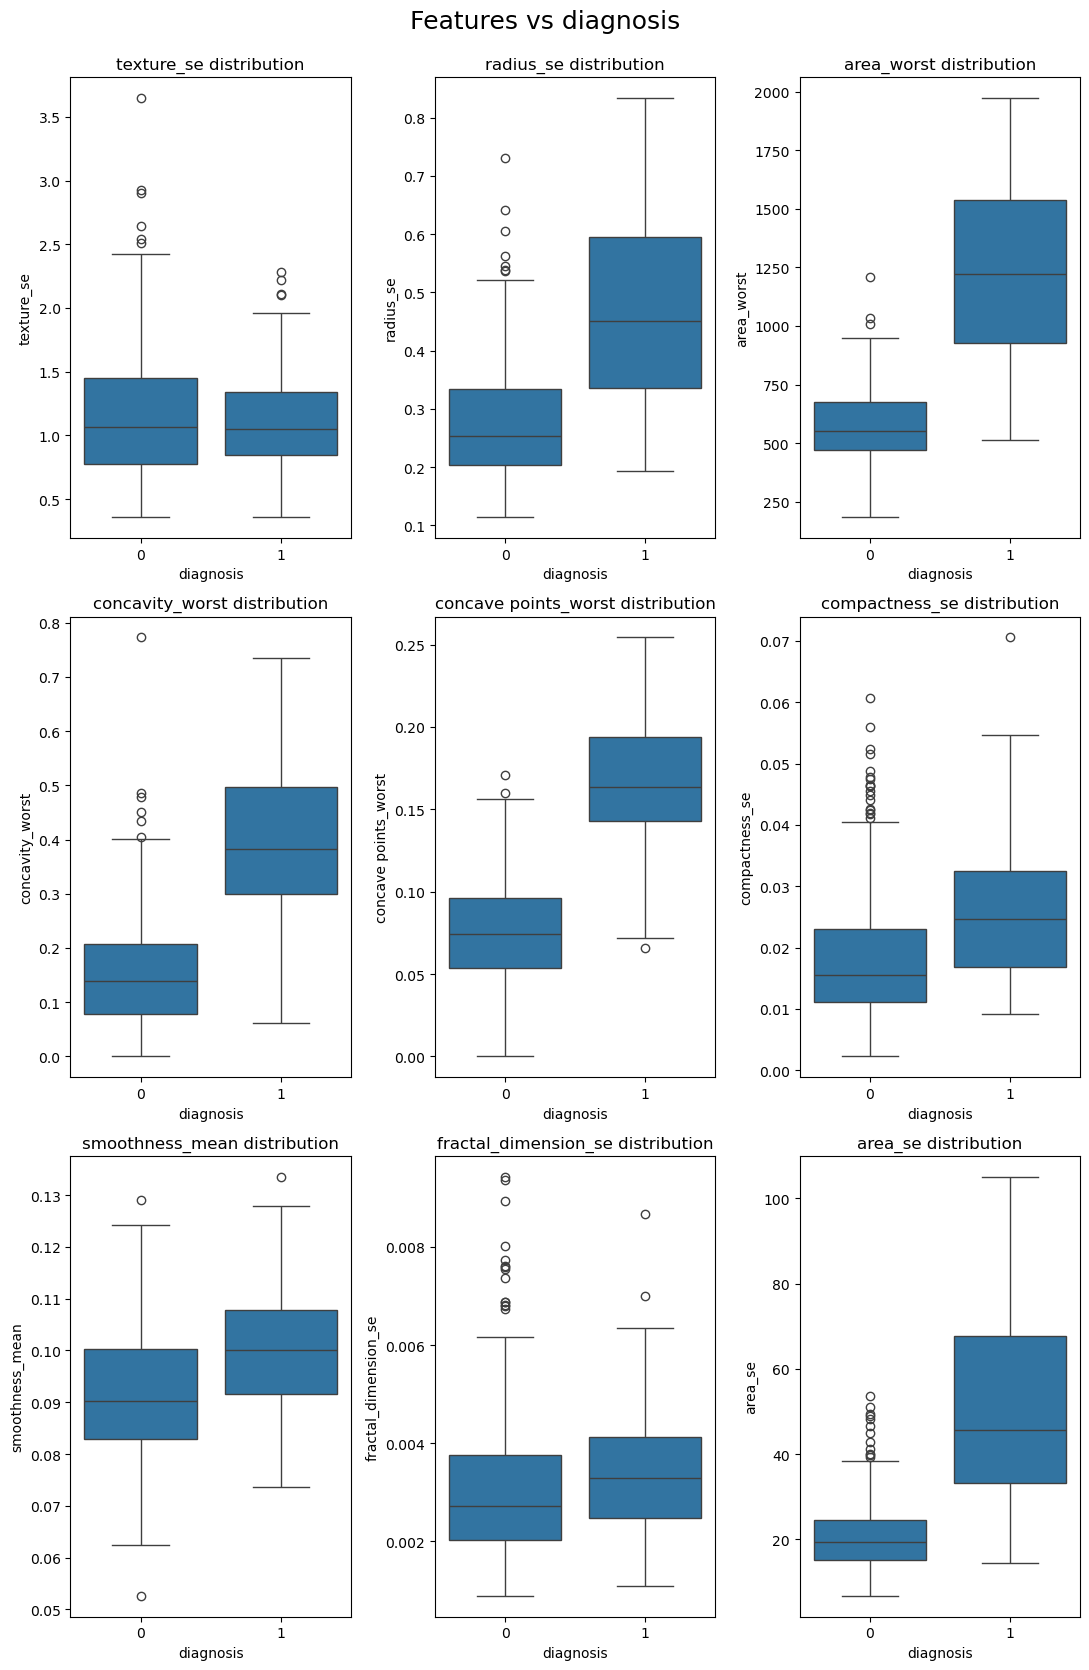 Features vs diagnosis
texture_se distribution
texture_se
3.5
3.0
2.5
2.0
1.5
1.0
0.5
0 1
diagnosis
radius_se distribution
radius_se
0.8
0.7
0.6
0.5
0.4
0.3
0.2
0.1
0 1
diagnosis
area_worst distribution
area_worst
2000
1750
1500
1250
1000
750
500
250
0 1
diagnosis
concavity_worst distribution
concavity_worst
0.8
0.7
0.6
0.5
0.4
0.3
0.2
0.1
0.0
0 1
diagnosis
concave points_worst distribution
concave points_worst
0.25
0.20
0.15
0.10
0.05
0.00
0 1
diagnosis
compactness_se distribution
compactness_se
0.07
0.06
0.05
0.04
0.03
0.02
0.01
0.00
0 1
diagnosis
smoothness_mean distribution
smoothness_mean
0.13
0.12
0.11
0.10
0.09
0.08
0.07
0.06
0.05
0 1
diagnosis
fractal_dimension_se distribution
fractal_dimension_se
0.008
0.006
0.004
0.002
0 1
diagnosis
area_se distribution
area_se
100
80
60
40
20
0 1
diagnosis